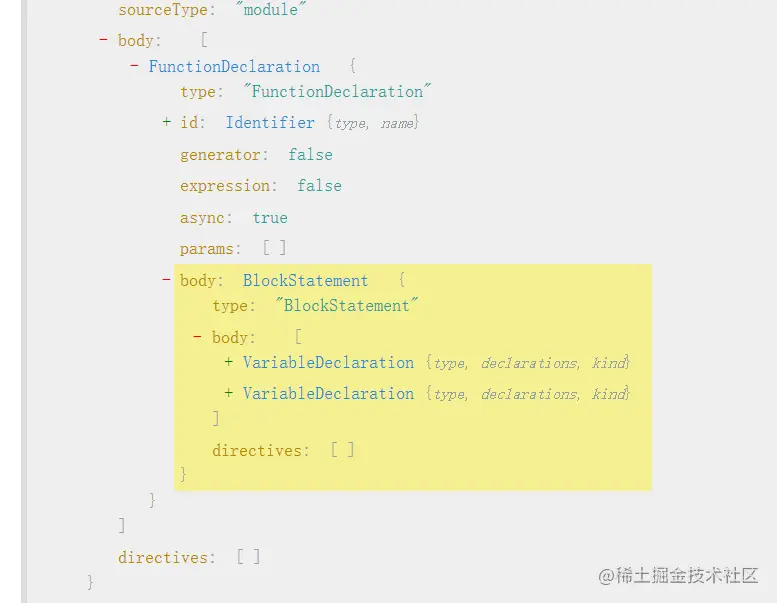 sourceType: "module"
- body: [
- FunctionDeclaration {
type: "FunctionDeclaration"
+ id: Identifier {type, name}
generator: false
expression: false
async: true
params: [ ]
- body: BlockStatement {
type: "BlockStatement"
- body: [
+ VariableDeclaration {type, declarations, kind}
+ VariableDeclaration {type, declarations, kind}
]
directives: [ ]
}
}
]
directives: [ ]
}
@稀土掘金技术社区